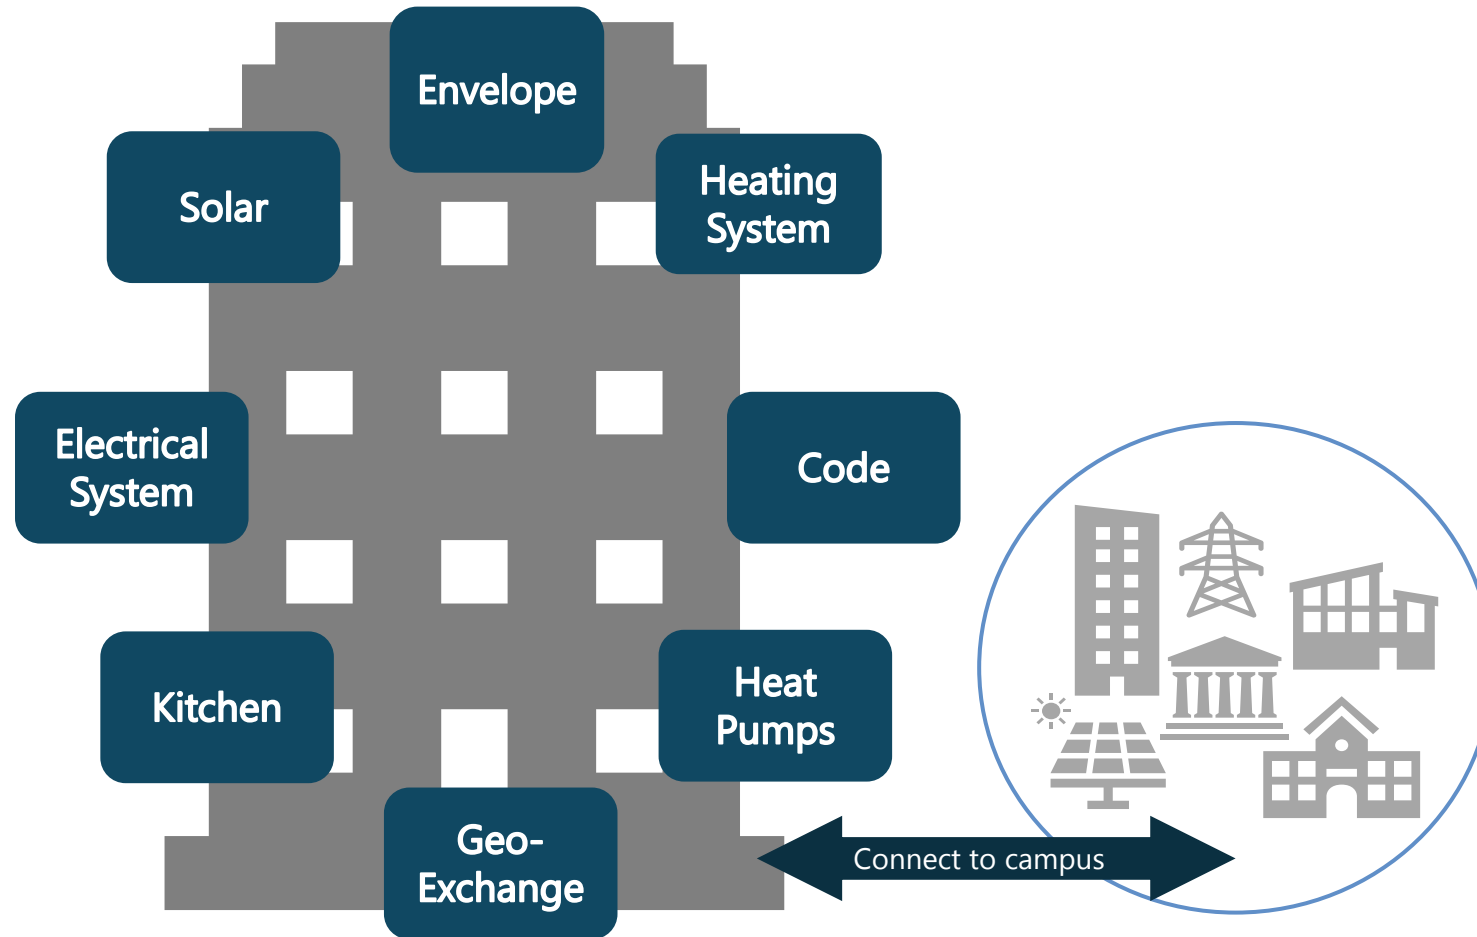 Envelope
Solar
Heating
System
Electrical
System
Code
Kitchen
Heat
Pumps
Geo-
Exchange
Connect to campus